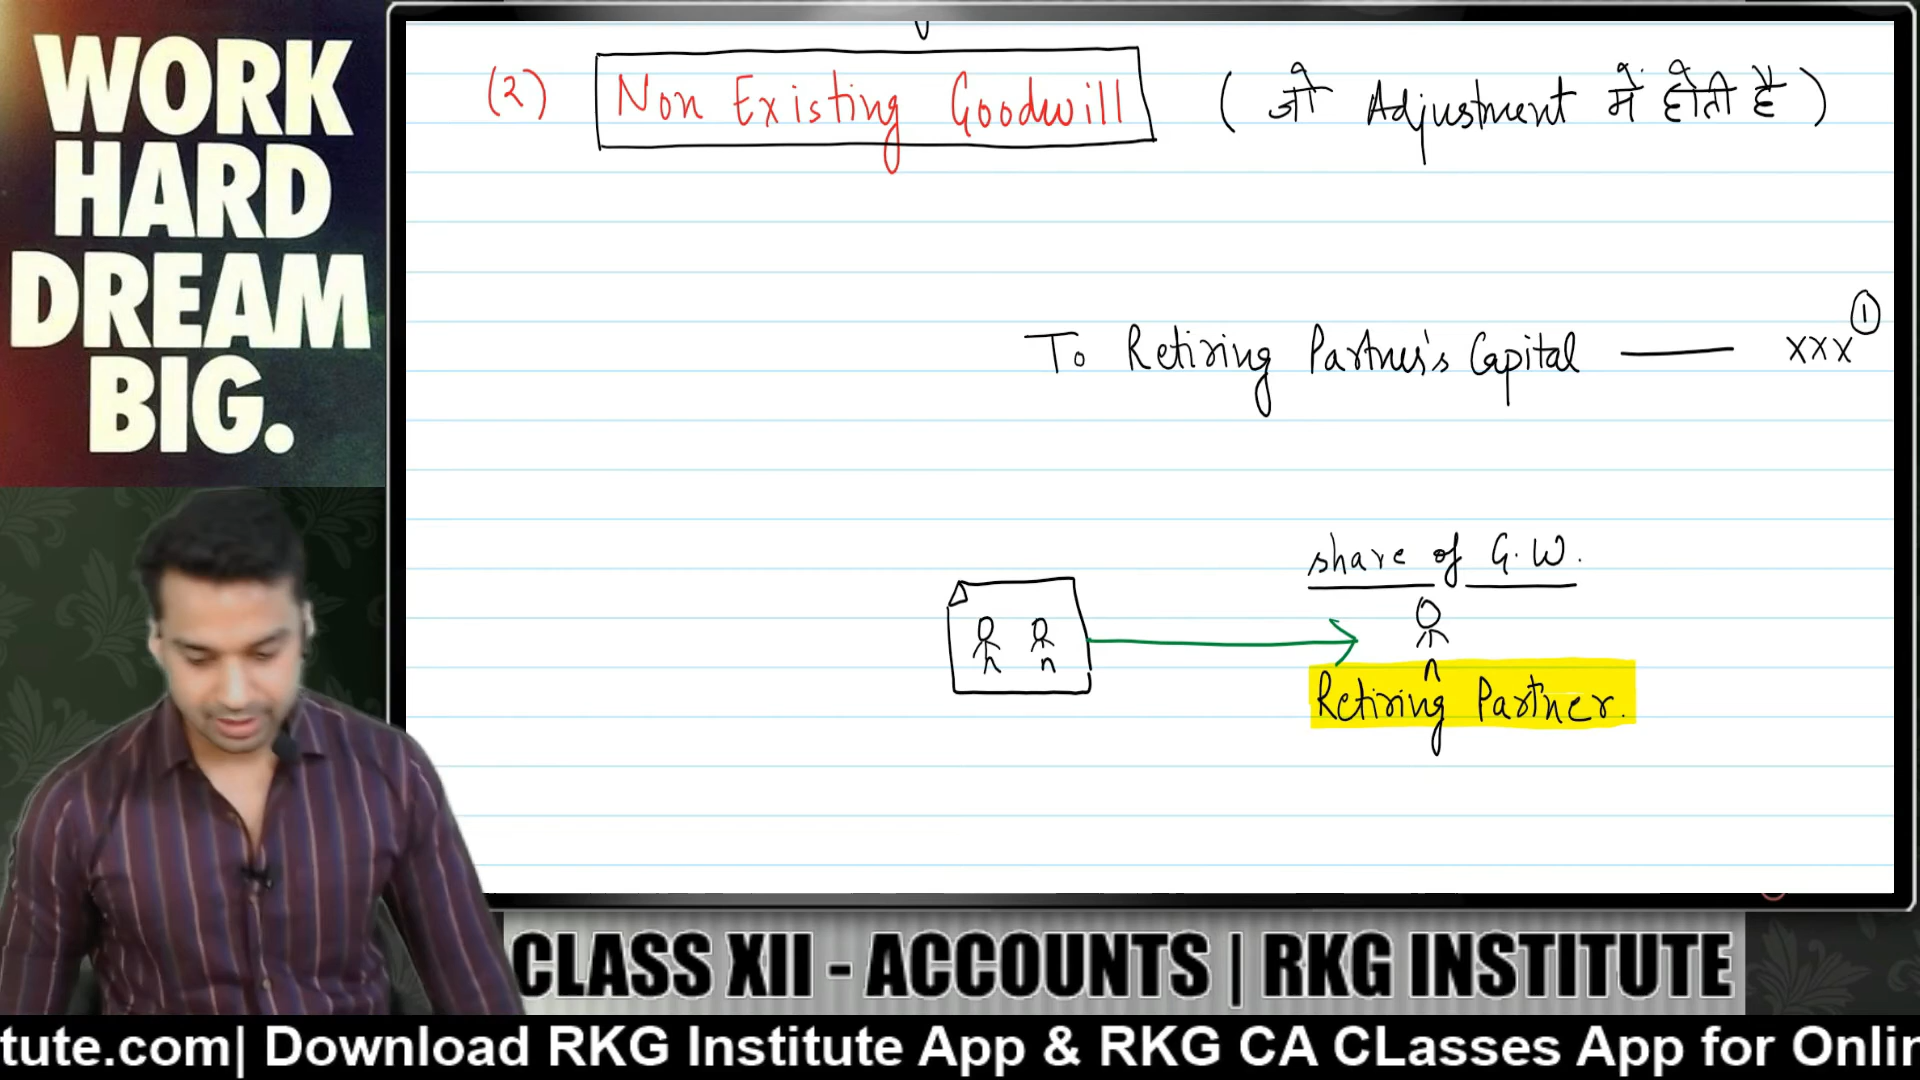 WORK
HARD
DREAM
BIG.
(2) Non Existing Goodwill ( जो Adjustment में होती है )
To Retiring Partner's Capital —— xxx ①
share of G.W.
Retiring Partner.
CLASS XII - ACCOUNTS | RKG INSTITUTE
tute.com| Download RKG Institute App & RKG CA CLasses App for Onlin